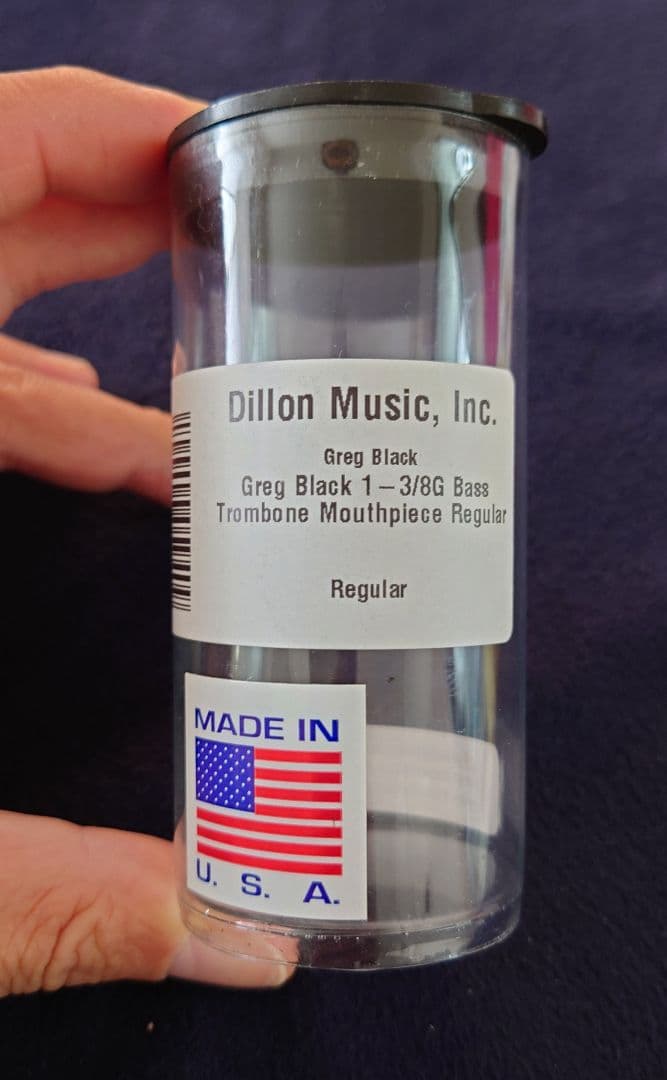 Dillon Music, Inc.
Greg Black
Greg Black 1-3/8G Bass
Trombone Mouthpiece Regular
Regular
MADE IN
U. S. A.